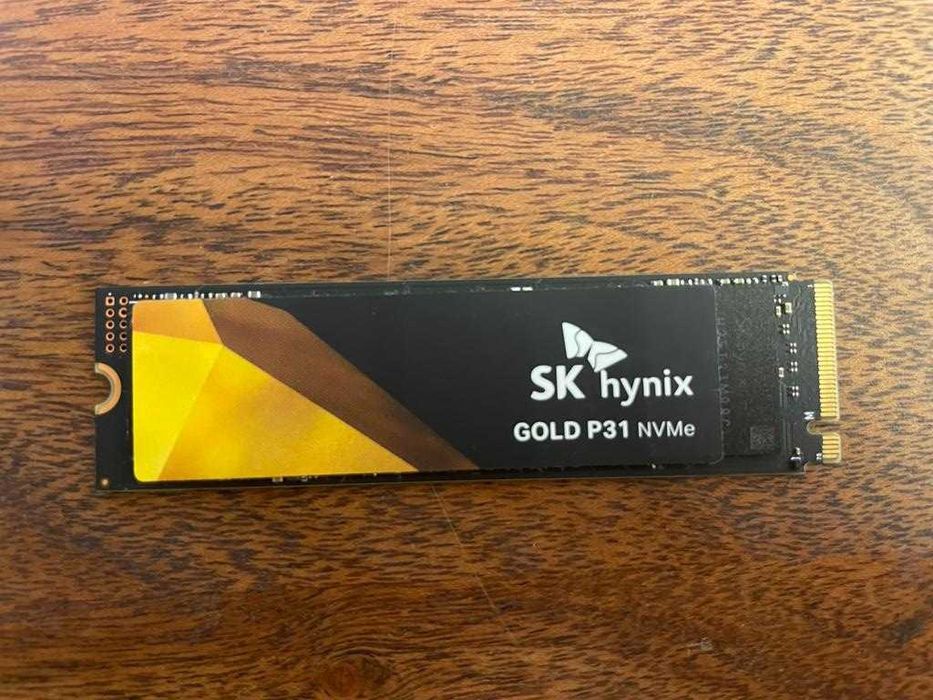 SK hynix
GOLD P31 NVMe
M